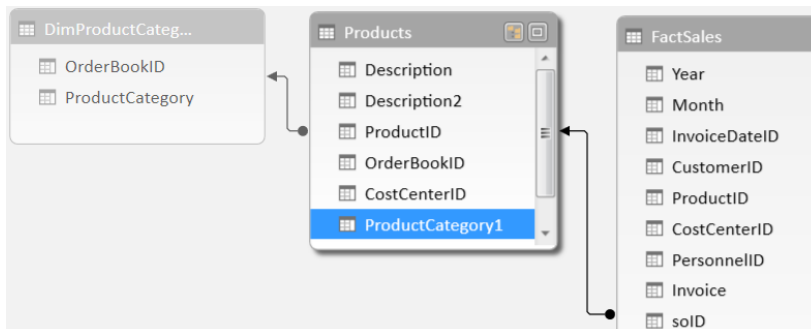 DimProductCateg...
OrderBookID
ProductCategory
Products
Description
Description2
ProductID
OrderBookID
CostCenterID
ProductCategory1
FactSales
Year
Month
InvoiceDateID
CustomerID
ProductID
CostCenterID
PersonnelID
Invoice
soID